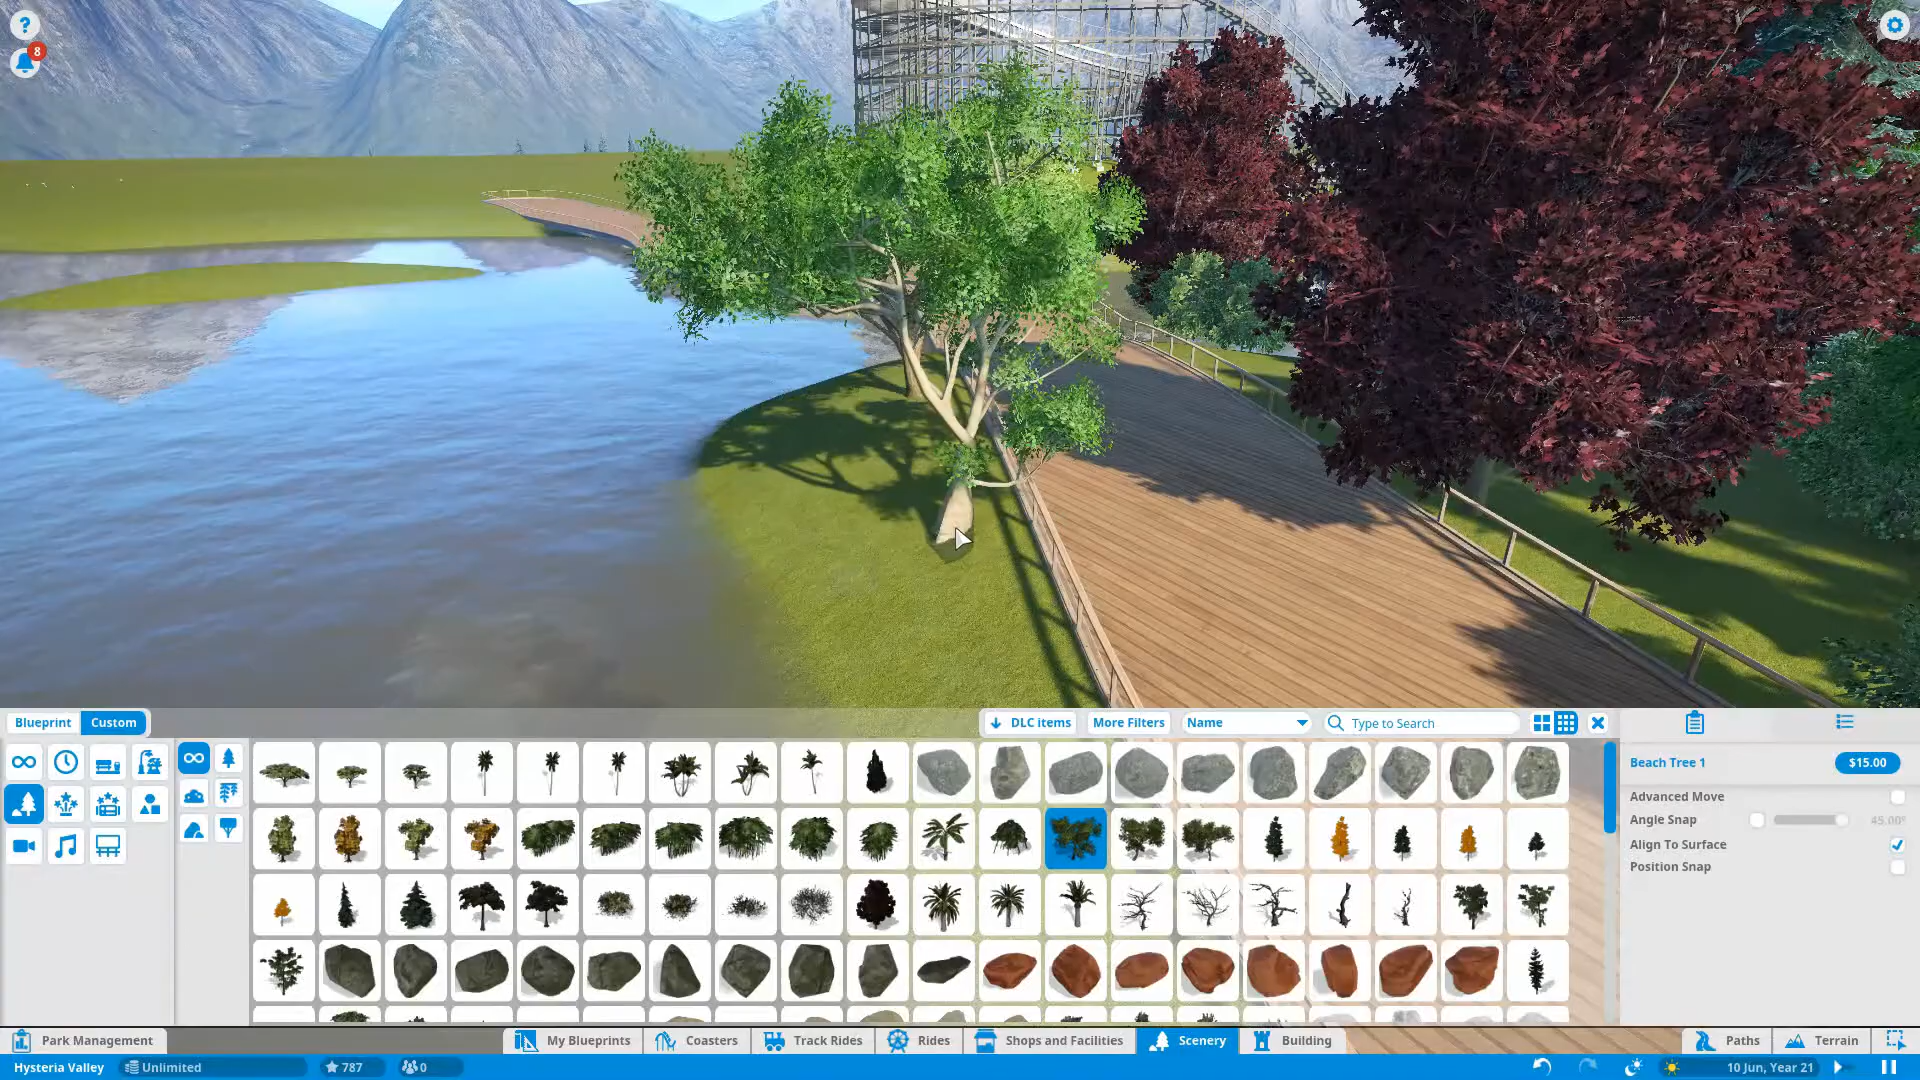 ?
8
Blueprint
Custom
DLC items
More Filters
Name
Type to Search
Beach Tree 1
$15.00
Advanced Move
Angle Snap
45.00°
Align To Surface
Position Snap
Park Management
My Blueprints
Coasters
Track Rides
Rides
Shops and Facilities
Scenery
Building
Paths
Terrain
Hysteria Valley
Unlimited
787
0
10 Jun, Year 21